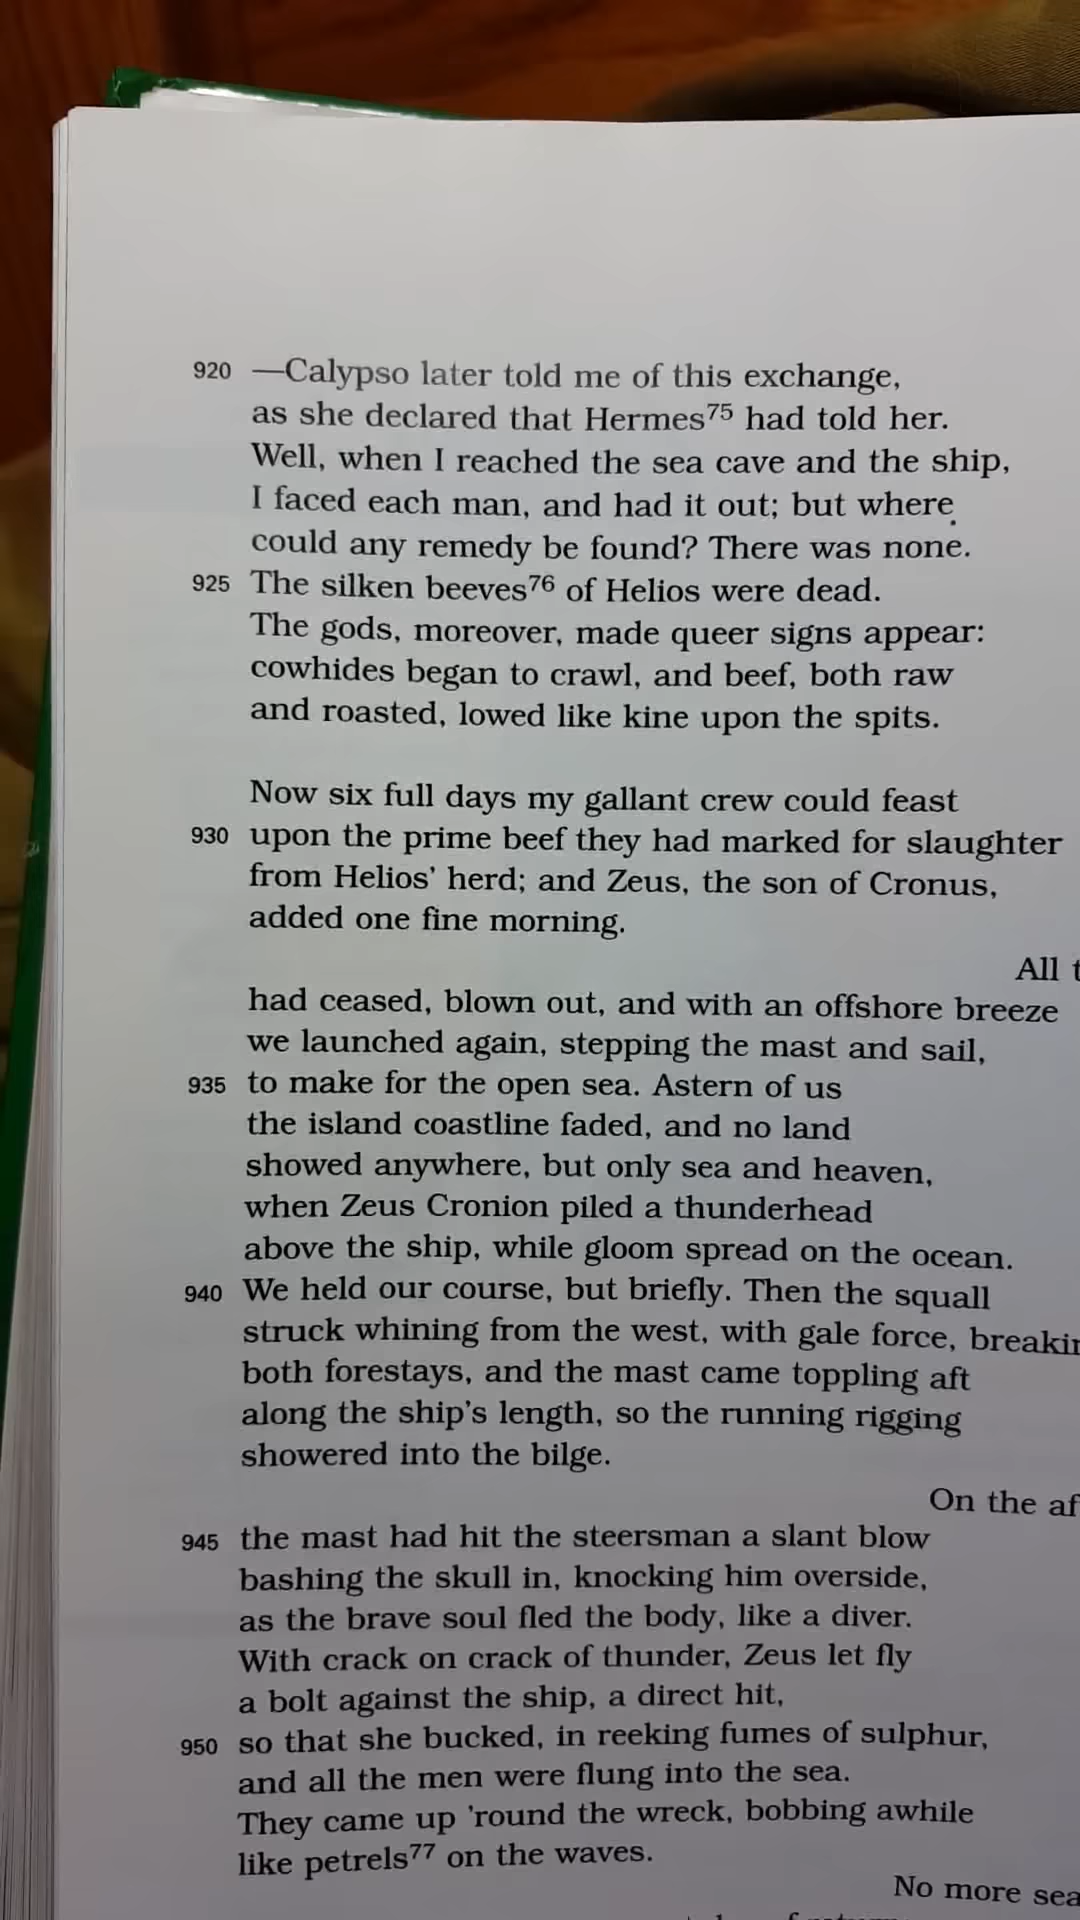 920 —Calypso later told me of this exchange,
as she declared that Hermes75 had told her.
Well, when I reached the sea cave and the ship,
I faced each man, and had it out; but where
could any remedy be found? There was none.
925 The silken beeves76 of Helios were dead.
The gods, moreover, made queer signs appear:
cowhides began to crawl, and beef, both raw
and roasted, lowed like kine upon the spits.
Now six full days my gallant crew could feast
930 upon the prime beef they had marked for slaughter
from Helios’ herd; and Zeus, the son of Cronus,
added one fine morning.
All
had ceased, blown out, and with an offshore breeze
we launched again, stepping the mast and sail,
935 to make for the open sea. Astern of us
the island coastline faded, and no land
showed anywhere, but only sea and heaven,
when Zeus Cronion piled a thunderhead
above the ship, while gloom spread on the ocean.
940 We held our course, but briefly. Then the squall
struck whining from the west, with gale force,
both forestays, and the mast came toppling aft
along the ship’s length, so the running rigging
showered into the bilge.
On the
945 the mast had hit the steersman a slant blow
bashing the skull in, knocking him overside,
as the brave soul fled the body, like a diver.
With crack on crack of thunder, Zeus let fly
a bolt against the ship, a direct hit,
950 so that she bucked, in reeking fumes of sulphur,
and all the men were flung into the sea.
They came up ’round the wreck, bobbing awhile
like petrels77 on the waves.
No more